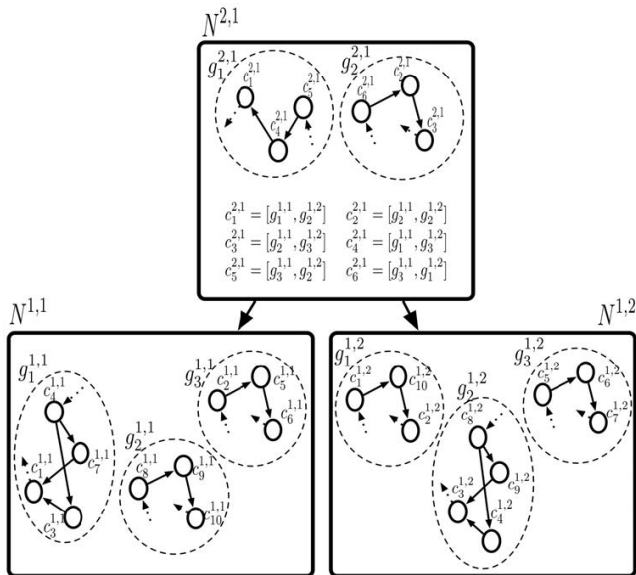 N^{2,1}
g_1^{2,1} g_2^{2,1}
c_1^{2,1} c_5^{2,1} c_6^{2,1} c_2^{2,1}
c_4^{2,1} c_3^{2,1}
c_1^{2,1} = [g_1^{1,1}, g_2^{1,2}] c_2^{2,1} = [g_2^{1,1}, g_2^{1,2}]
c_3^{2,1} = [g_2^{1,1}, g_3^{1,2}] c_4^{2,1} = [g_1^{1,1}, g_3^{1,2}]
c_5^{2,1} = [g_3^{1,1}, g_2^{1,2}] c_6^{2,1} = [g_3^{1,1}, g_1^{1,2}]
N^{1,1}
g_1^{1,1} g_3^{1,1}
c_4^{1,1} c_2^{1,1} c_5^{1,1}
c_6^{1,1}
g_2^{1,1}
c_1^{1,1} c_7^{1,1} c_8^{1,1} c_9^{1,1}
c_3^{1,1} c_10^{1,1}
N^{1,2}
g_1^{1,2} g_3^{1,2}
c_1^{1,2} c_10^{1,2} g_2^{1,2} c_5^{1,2} c_6^{1,2}
c_2^{1,2} c_8^{1,2} c_7^{1,2}
c_3^{1,2} c_9^{1,2}
c_4^{1,2}